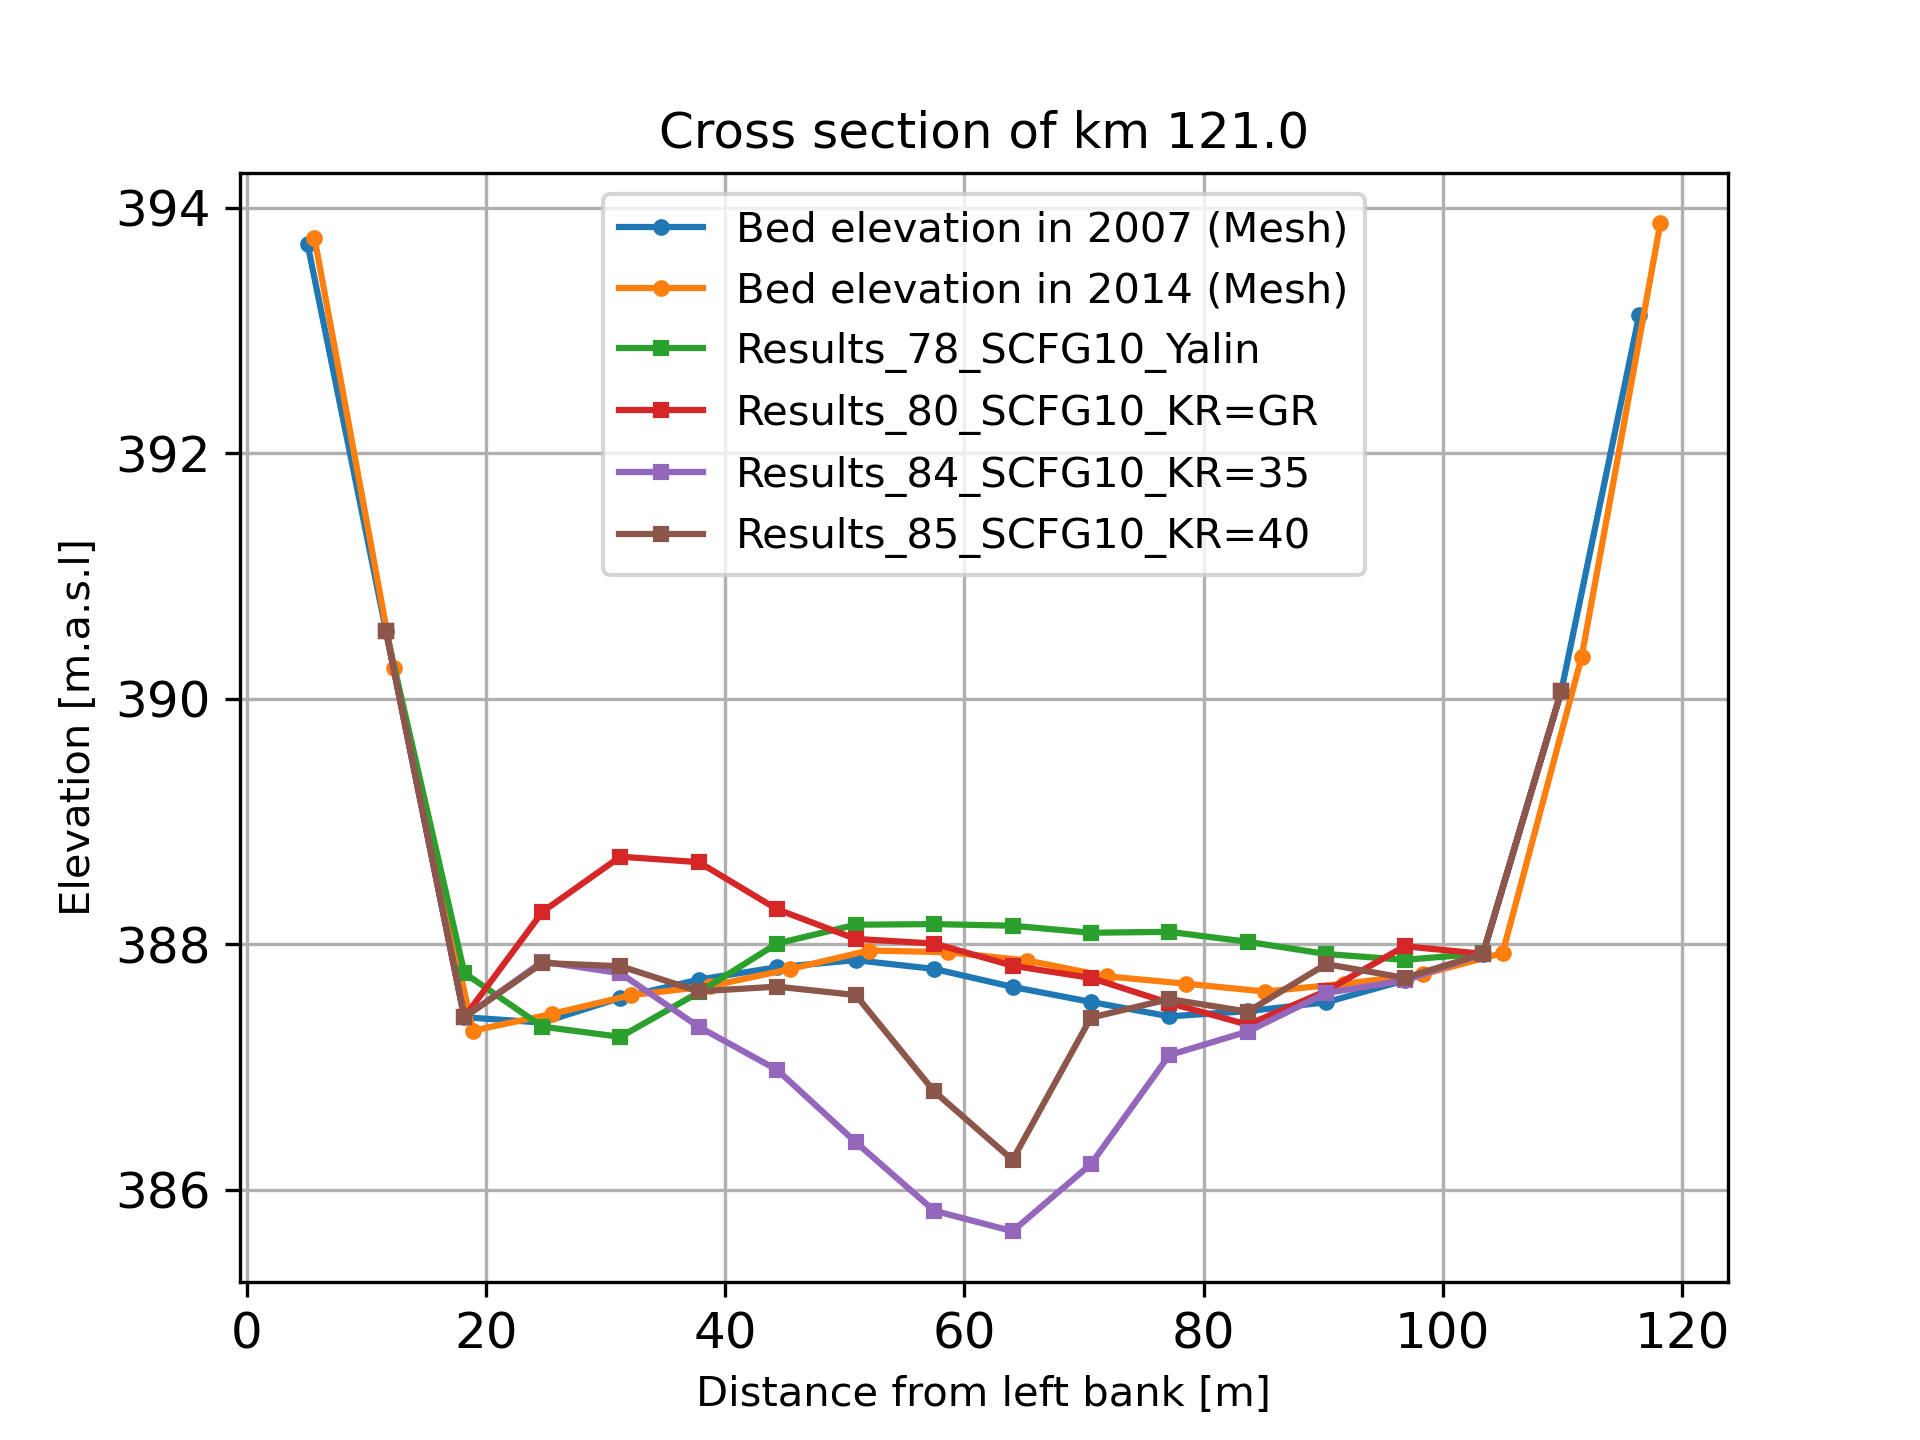 Cross section of km 121.0
394
392
390
388
386
Elevation [m.a.s.l]
Bed elevation in 2007 (Mesh)
Bed elevation in 2014 (Mesh)
Results_78_SCFG10_Yalin
Results_80_SCFG10_KR=GR
Results_84_SCFG10_KR=35
Results_85_SCFG10_KR=40
0 20 40 60 80 100 120
Distance from left bank [m]